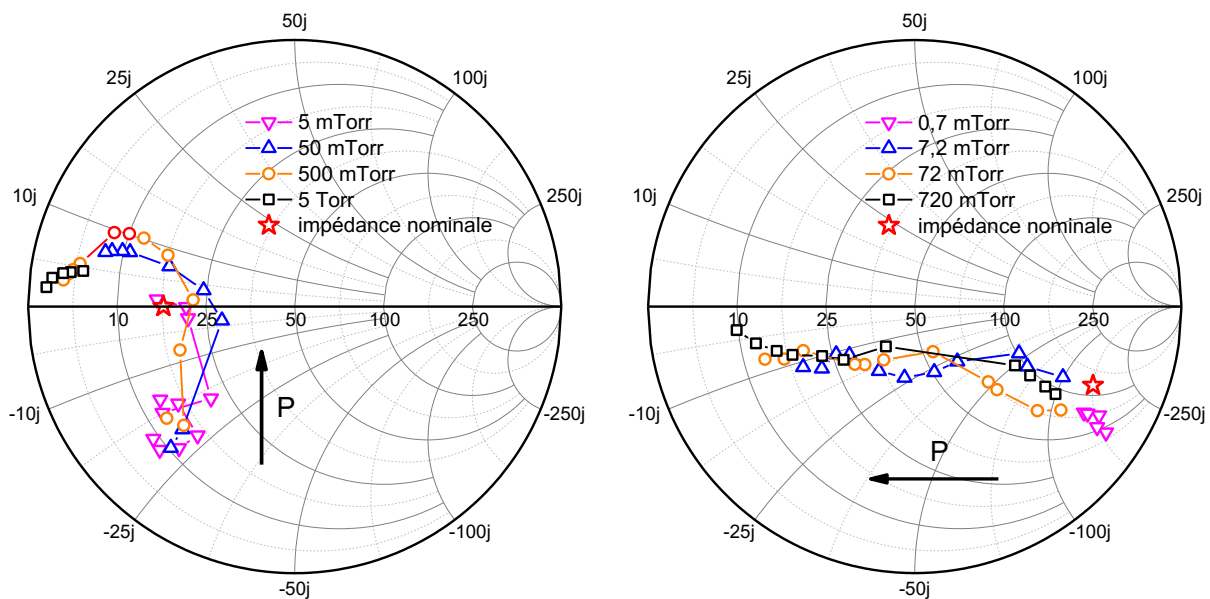 50j
25j
100j
5 mTorr
50 mTorr
500 mTorr
5 Torr
impédance nominale
10j
250j
10
25
50
100
250
P
-10j
-250j
-25j
-100j
-50j
50j
25j
100j
0,7 mTorr
7,2 mTorr
72 mTorr
720 mTorr
impédance nominale
10j
250j
10
25
50
100
250
P
-10j
-250j
-25j
-100j
-50j